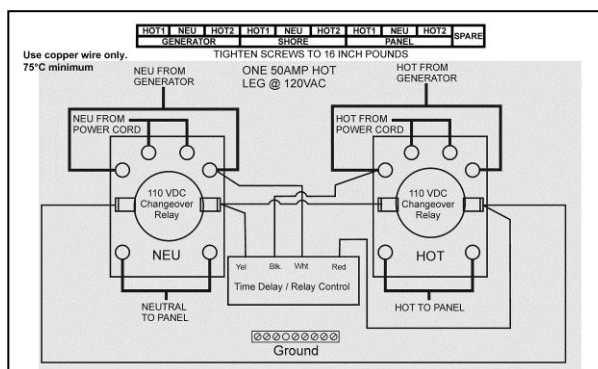 HOT1 NEU HOT2 HOT1 NEU HOT2 HOT1 NEU HOT2 SPARE
GENERATOR SHORE PANEL
TIGHTEN SCREWS TO 16 INCH POUNDS
Use copper wire only.
75°C minimum
NEU FROM
GENERATOR
ONE 50AMP HOT
LEG @ 120VAC
HOT FROM
GENERATOR
NEU FROM
POWER CORD
HOT FROM
POWER CORD
110 VDC
Changeover
Relay
NEU
110 VDC
Changeover
Relay
HOT
Yel Blk. Wht Red
Time Delay / Relay Control
NEUTRAL
TO PANEL
HOT TO PANEL
Ground